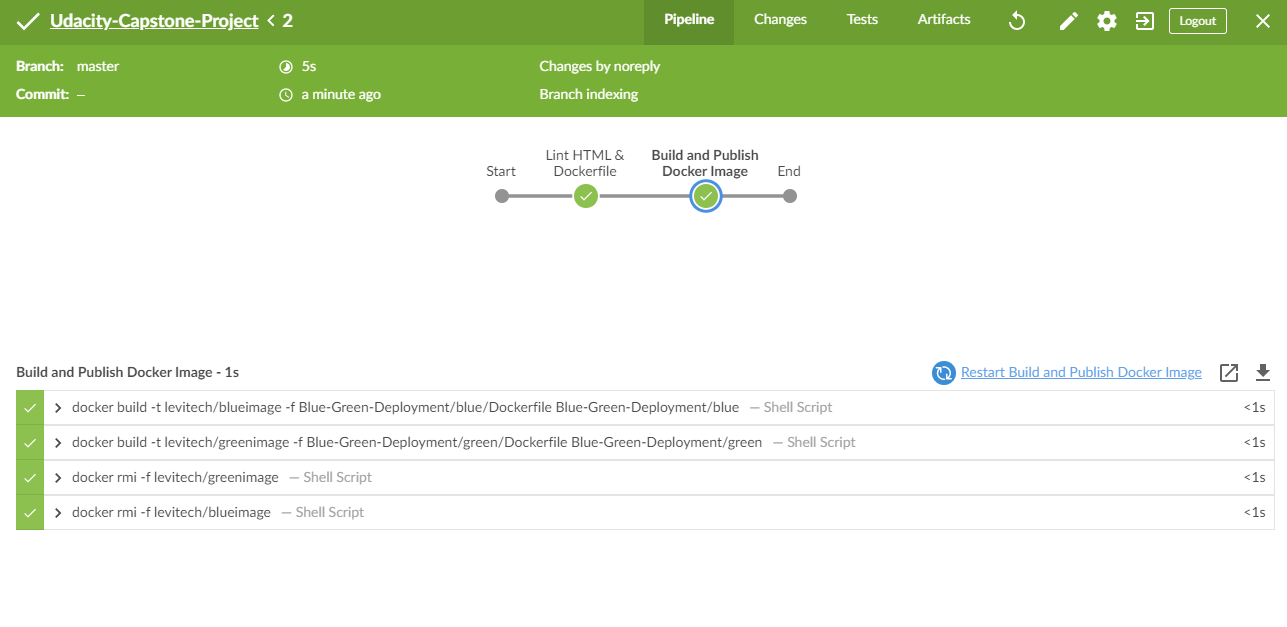 Udacity-Capstone-Project < 2
Pipeline
Changes
Tests
Artifacts
Logout
Branch: master
5s
Changes by noreply
Commit: –
a minute ago
Branch indexing
Start
Lint HTML &
Dockerfile
Build and Publish
Docker Image
End
Build and Publish Docker Image - 1s
Restart Build and Publish Docker Image
docker build -t levitech/blueimage -f Blue-Green-Deployment/blue/Dockerfile Blue-Green-Deployment/blue — Shell Script <1s
docker build -t levitech/greenimage -f Blue-Green-Deployment/green/Dockerfile Blue-Green-Deployment/green — Shell Script <1s
docker rmi -f levitech/greenimage — Shell Script <1s
docker rmi -f levitech/blueimage — Shell Script <1s